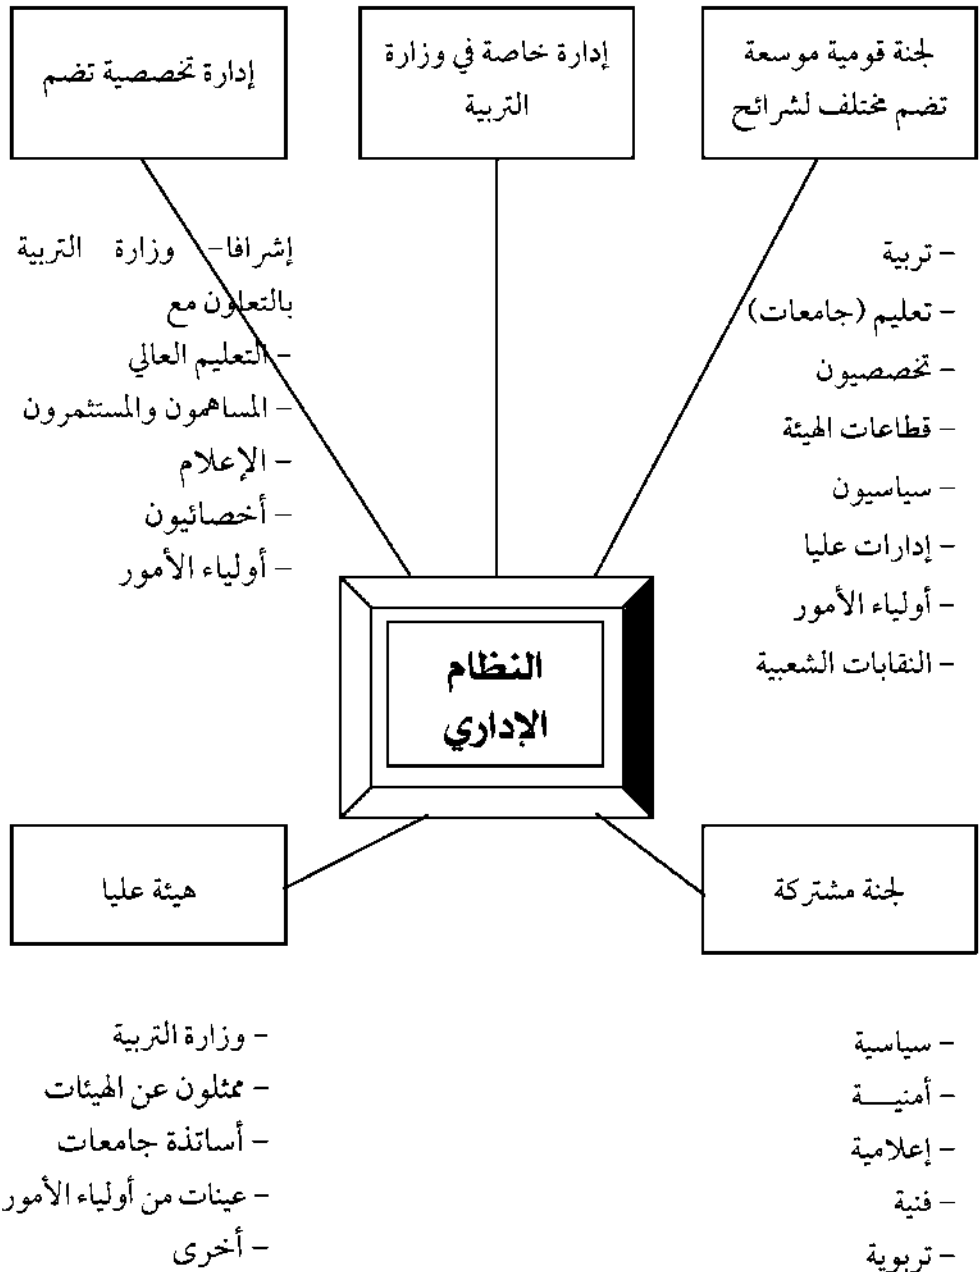 لجنة قومية موسعة
تضم مختلف لشرائح
إدارة خاصة في وزارة
التربية
إدارة تخصصية تضم
- تربية
- تعليم (جامعات)
- تخصصيون
- قطاعات الهيئة
- سياسيون
- إدارات عليا
- أولياء الأمور
- النقابات الشعبية
إشرافا- وزارة التربية
بالتعاون مع
- التعليم العالي
- المساهمون والمستثمرون
- الإعلام
- أخصائيون
- أولياء الأمور
النظام
الإداري
لجنة مشتركة
هيئة عليا
- سياسية
- أمنيــــة
- إعلامية
- فنية
- تربوية
- وزارة التربية
- ممثلون عن الهيئات
- أساتذة جامعات
- عينات من أولياء الأمور
- أخرى